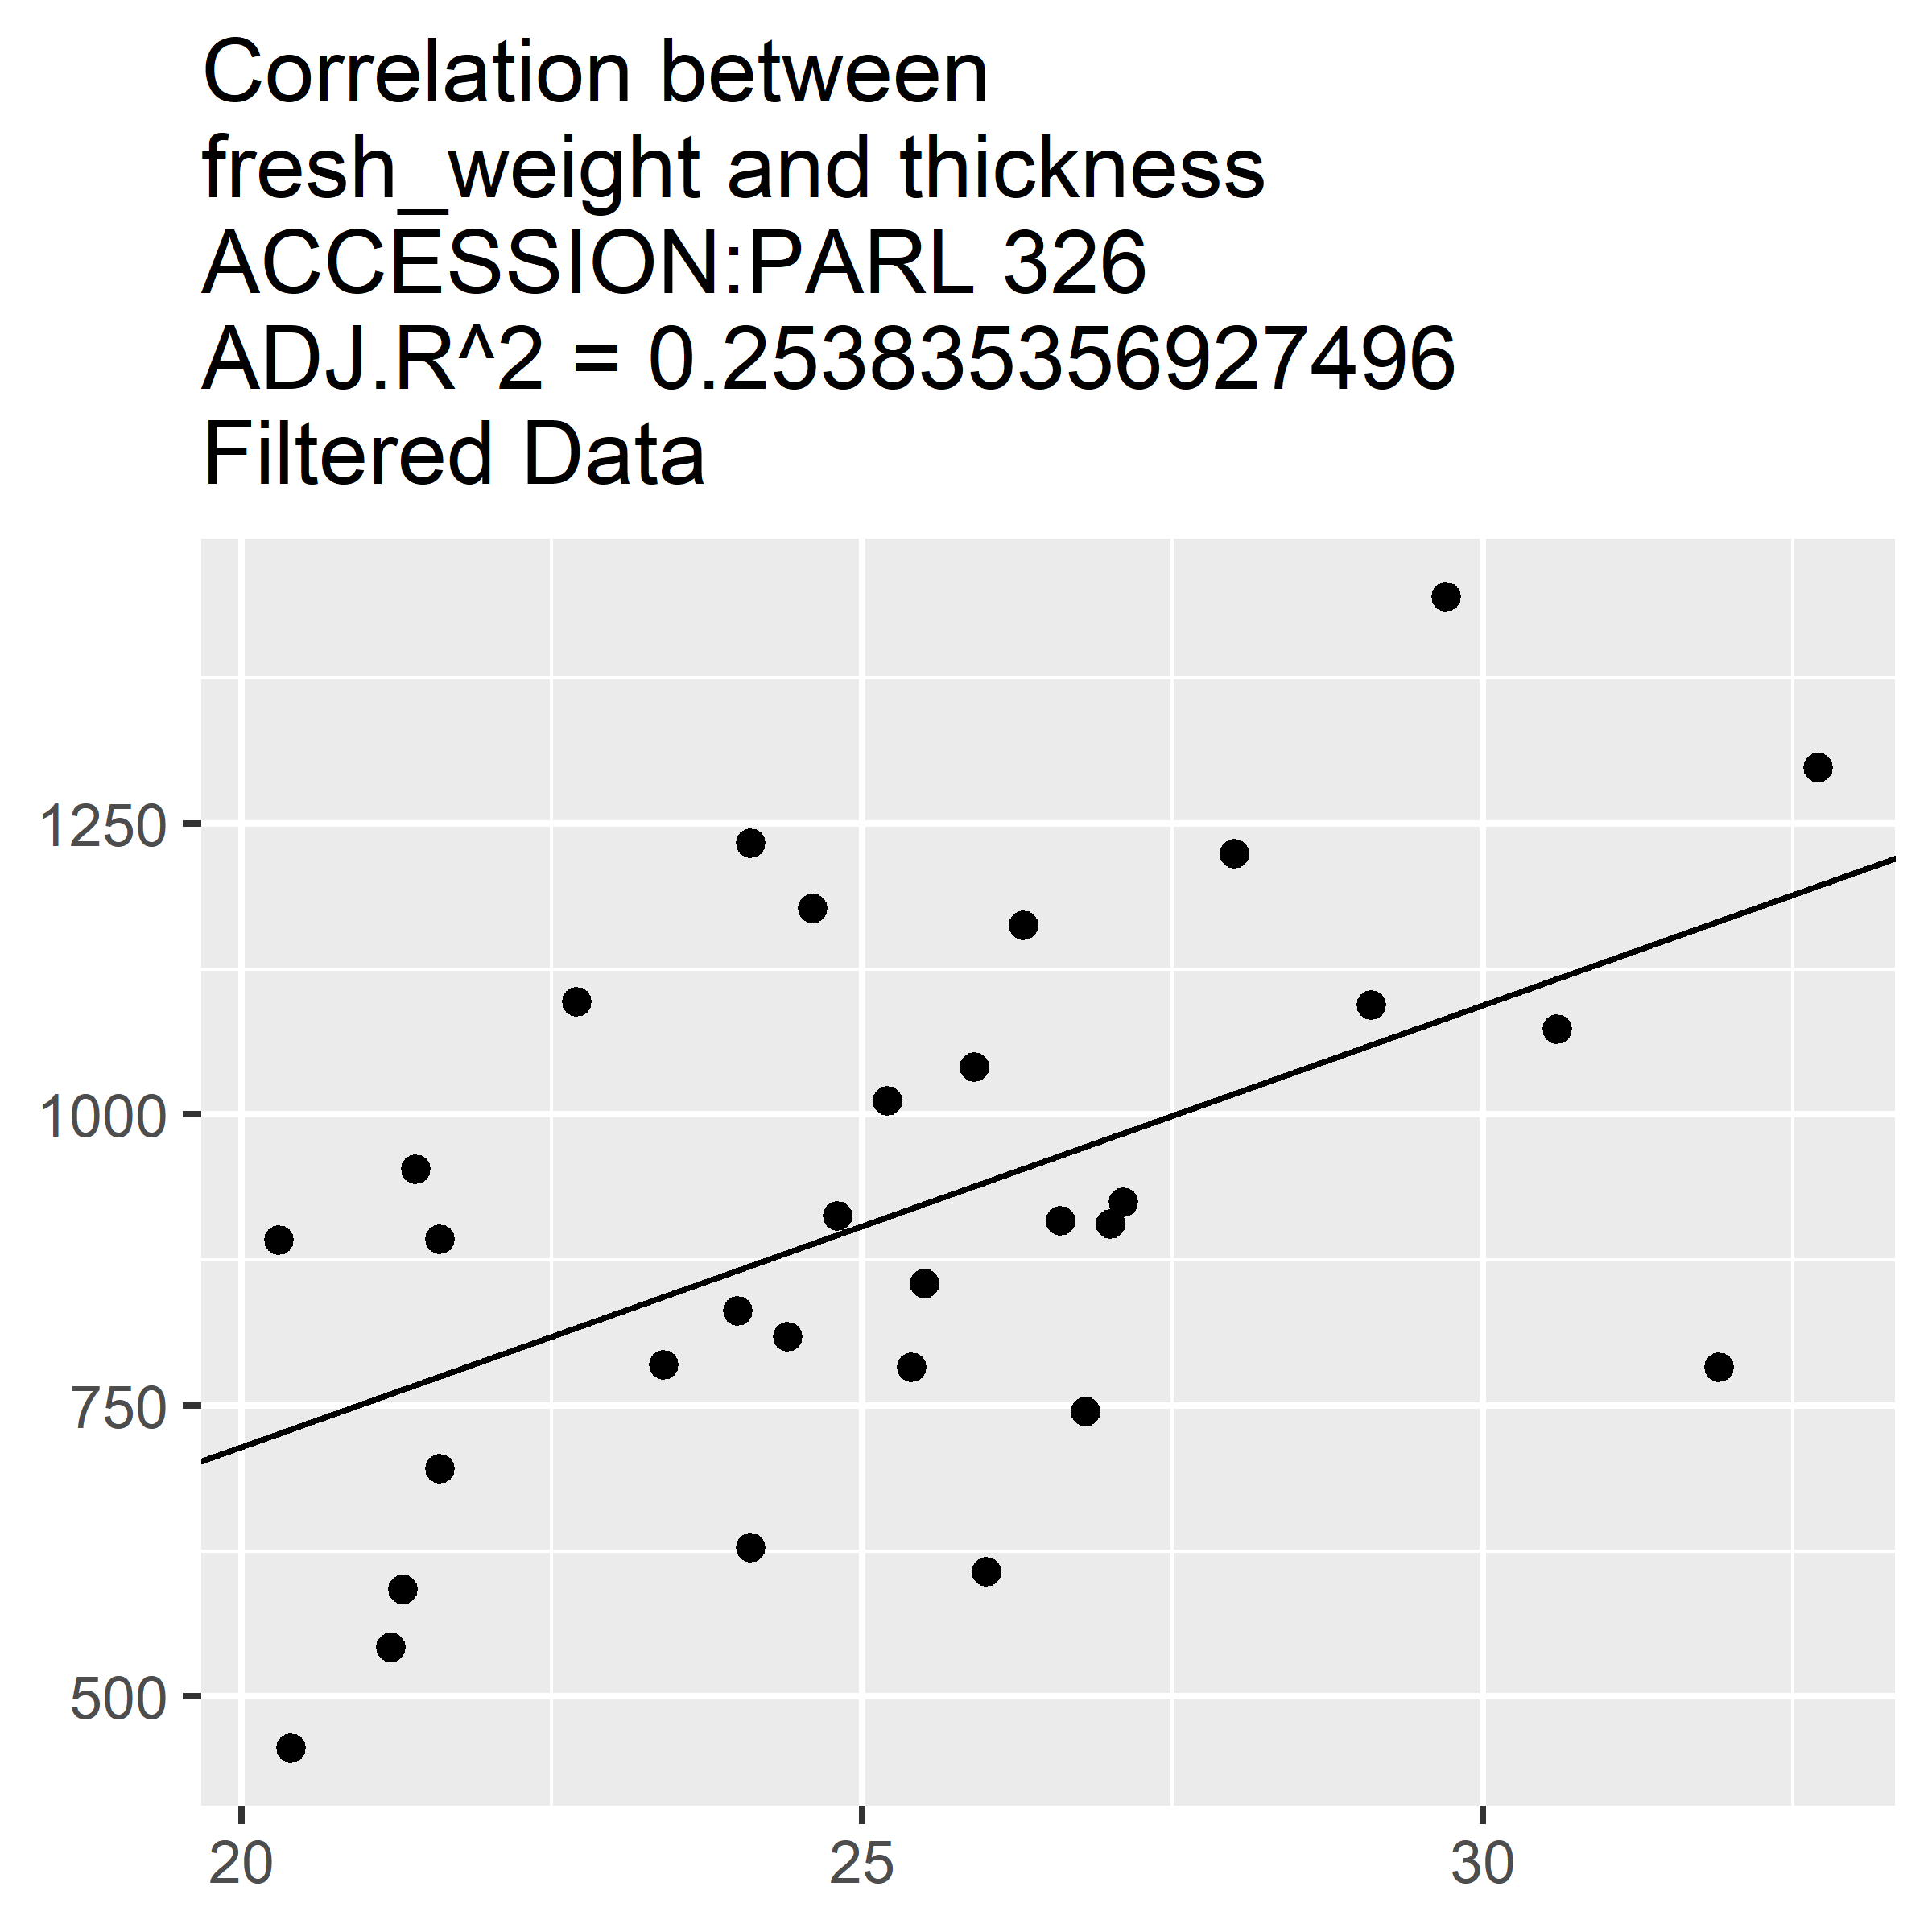 Correlation between
fresh_weight and thickness
ACCESSION:PARL 326
ADJ.R^2 = 0.253835356927496
Filtered Data
1250
1000
750
500
20 25 30